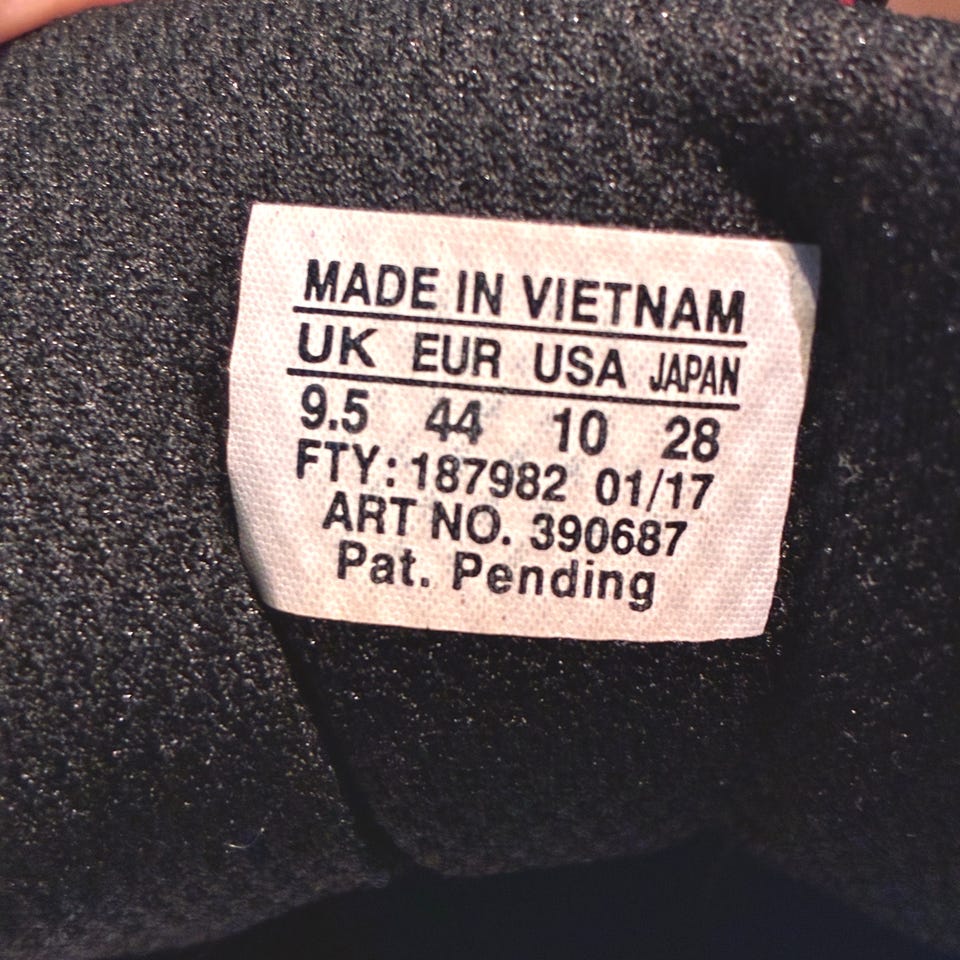 MADE IN VIETNAM
UK EUR USA JAPAN
9.5 44 10 28
FTY: 187982 01/17
ART NO. 390687
Pat. Pending